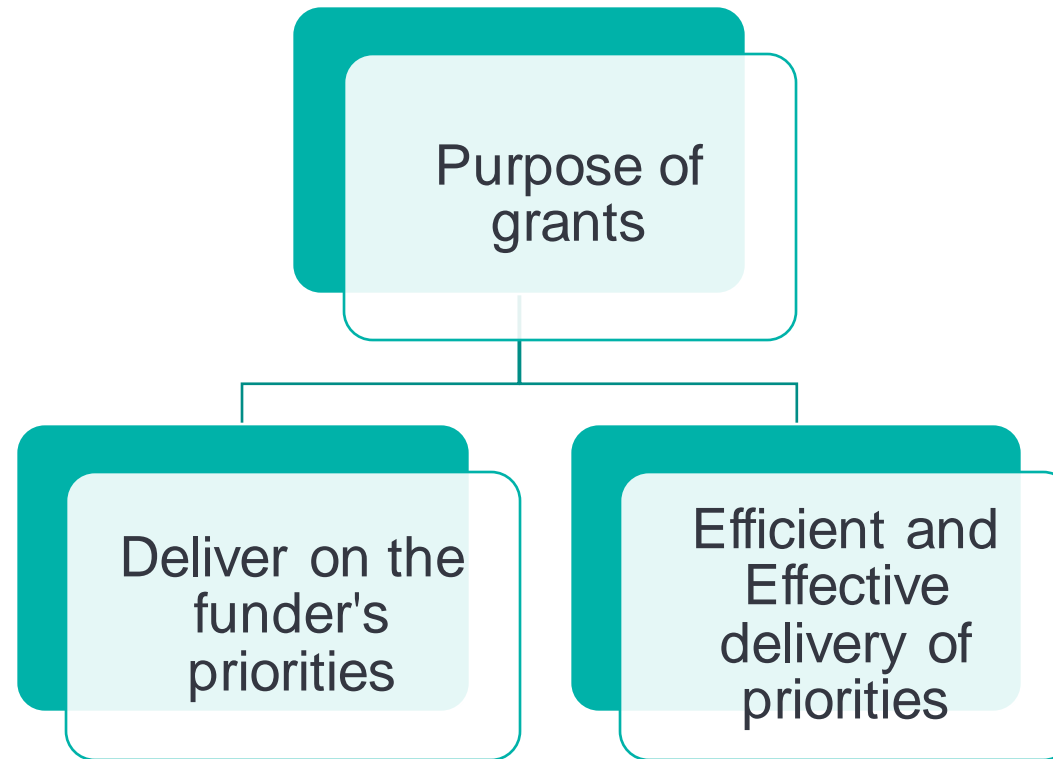 Purpose of
grants
Deliver on the
funder's
priorities
Efficient and
Effective
delivery of
priorities